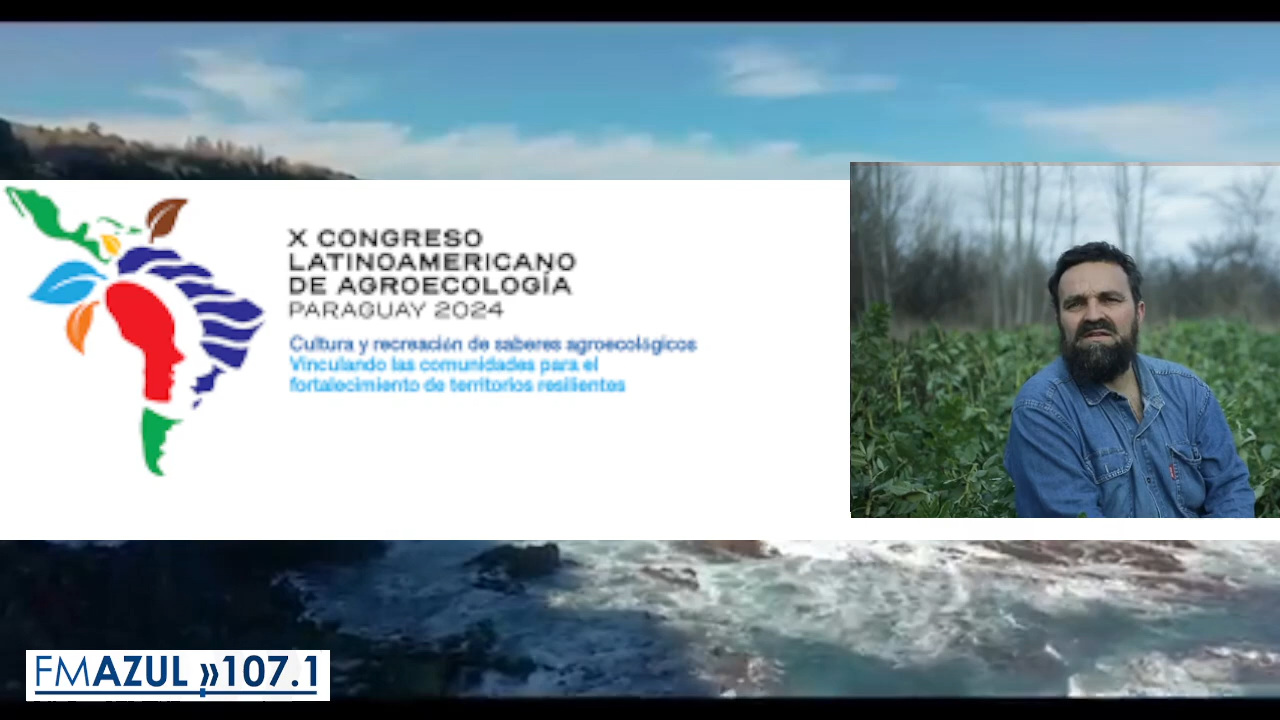 X CONGRESO
LATINOAMERICANO
DE AGROECOLOGÍA
PARAGUAY 2024
Cultura y recreación de saberes agroecológicos
Vinculando las comunidades para el
fortalecimiento de territorios resilientes
FMAZUL »107.1